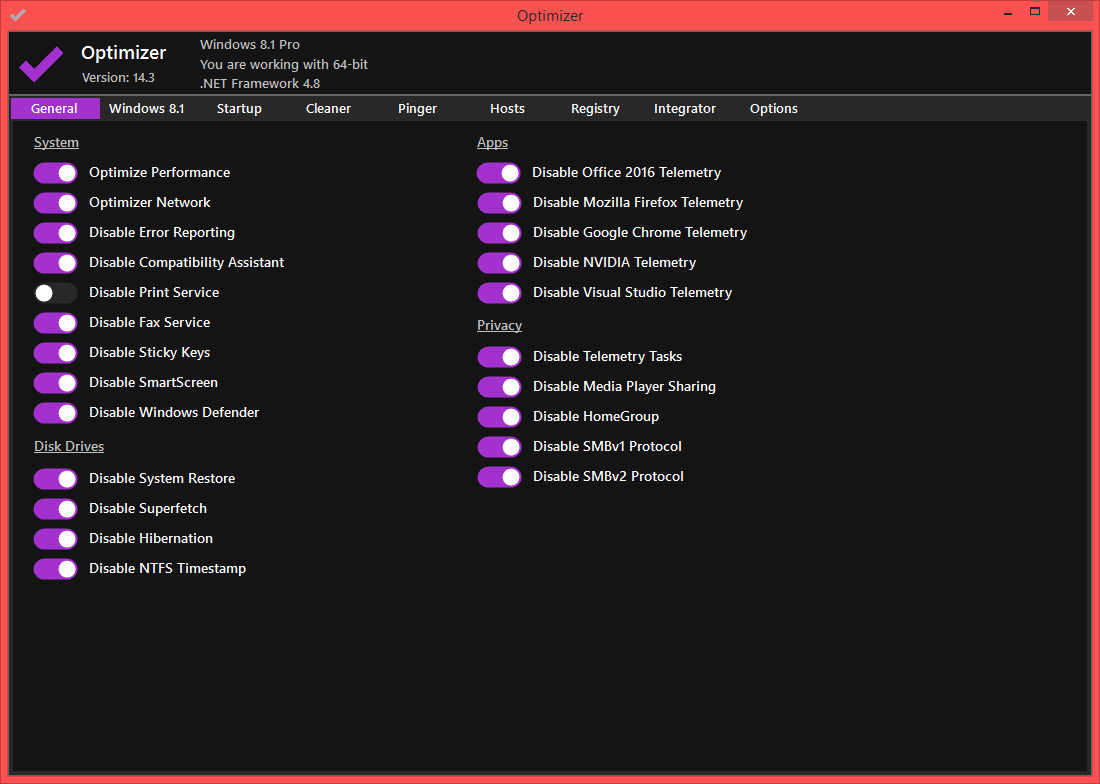 Optimizer
Optimizer
Version: 14.3
Windows 8.1 Pro
You are working with 64-bit
.NET Framework 4.8
General Windows 8.1 Startup Cleaner Pinger Hosts Registry Integrator Options
System
Optimize Performance
Optimizer Network
Disable Error Reporting
Disable Compatibility Assistant
Disable Print Service
Disable Fax Service
Disable Sticky Keys
Disable SmartScreen
Disable Windows Defender
Disk Drives
Disable System Restore
Disable Superfetch
Disable Hibernation
Disable NTFS Timestamp
Apps
Disable Office 2016 Telemetry
Disable Mozilla Firefox Telemetry
Disable Google Chrome Telemetry
Disable NVIDIA Telemetry
Disable Visual Studio Telemetry
Privacy
Disable Telemetry Tasks
Disable Media Player Sharing
Disable HomeGroup
Disable SMBv1 Protocol
Disable SMBv2 Protocol